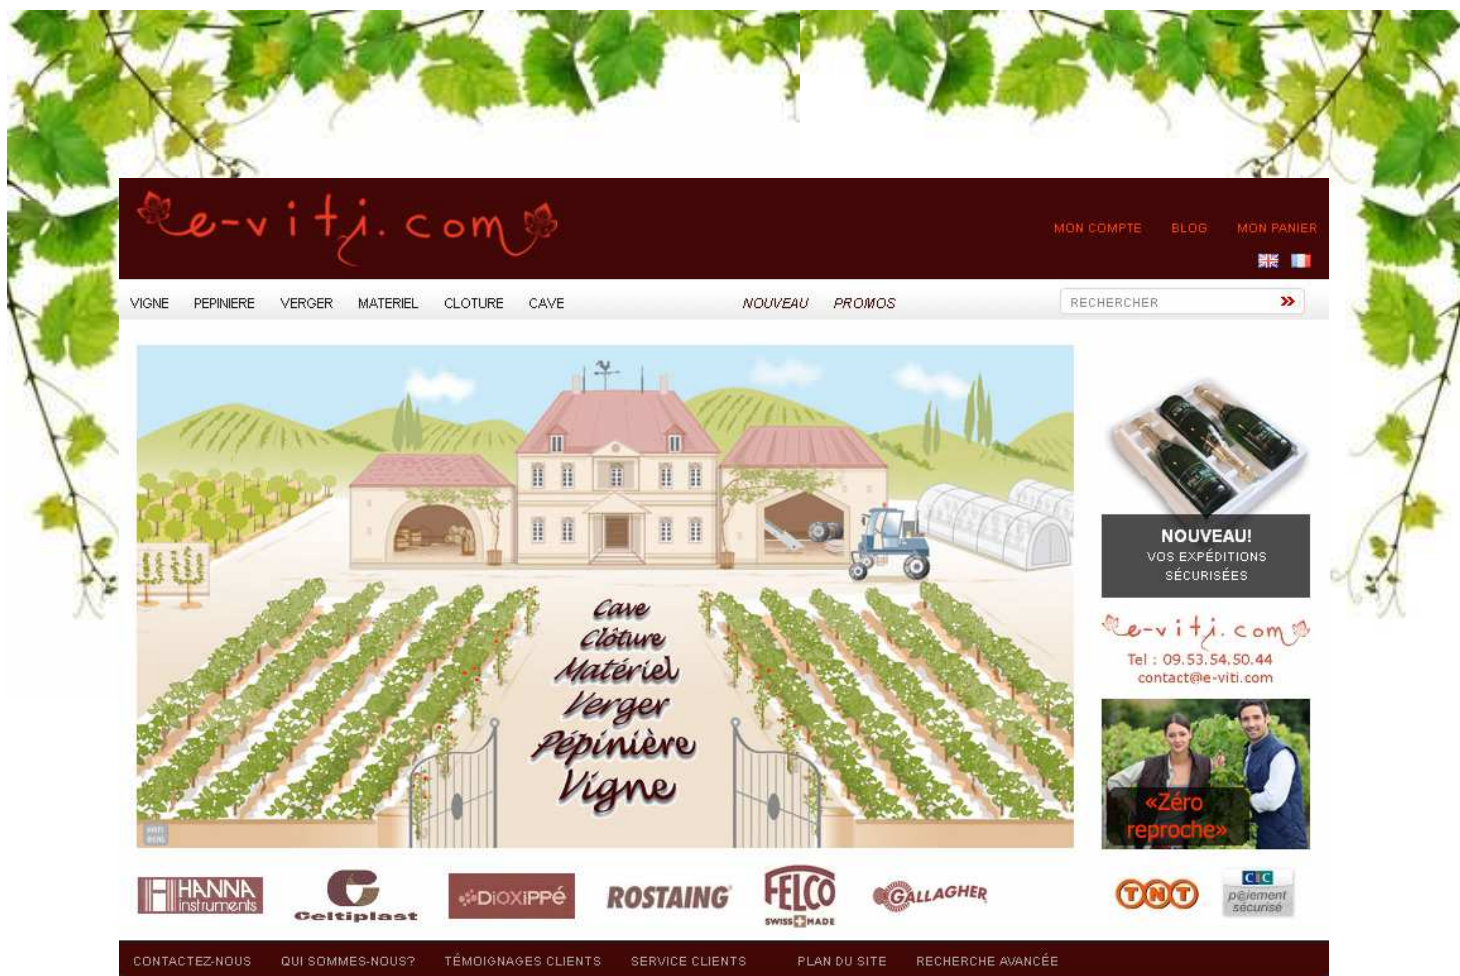 e-viti.com
MON COMPTE BLOG MON PANIER
VIGNE PEPINIERE VERGER MATERIEL CLOTURE CAVE NOUVEAU PROMOS RECHERCHER »
NOUVEAU!
VOS EXPÉDITIONS
SÉCURISÉES
Cave
Clôture
Matériel
Verger
Pépinière
Vigne
e-viti.com
Tel : 09.53.54.50.44
contact@e-viti.com
«Zéro
reproche»
HANNA
instruments
Celtiplast
DiOXiPPé
ROSTAING
FELCO
SWISS MADE
GALLAGHER
TNT
CIC
paiement
sécurisé
CONTACTEZ-NOUS QUI SOMMES-NOUS? TÉMOIGNAGES CLIENTS SERVICE CLIENTS PLAN DU SITE RECHERCHE AVANCÉE